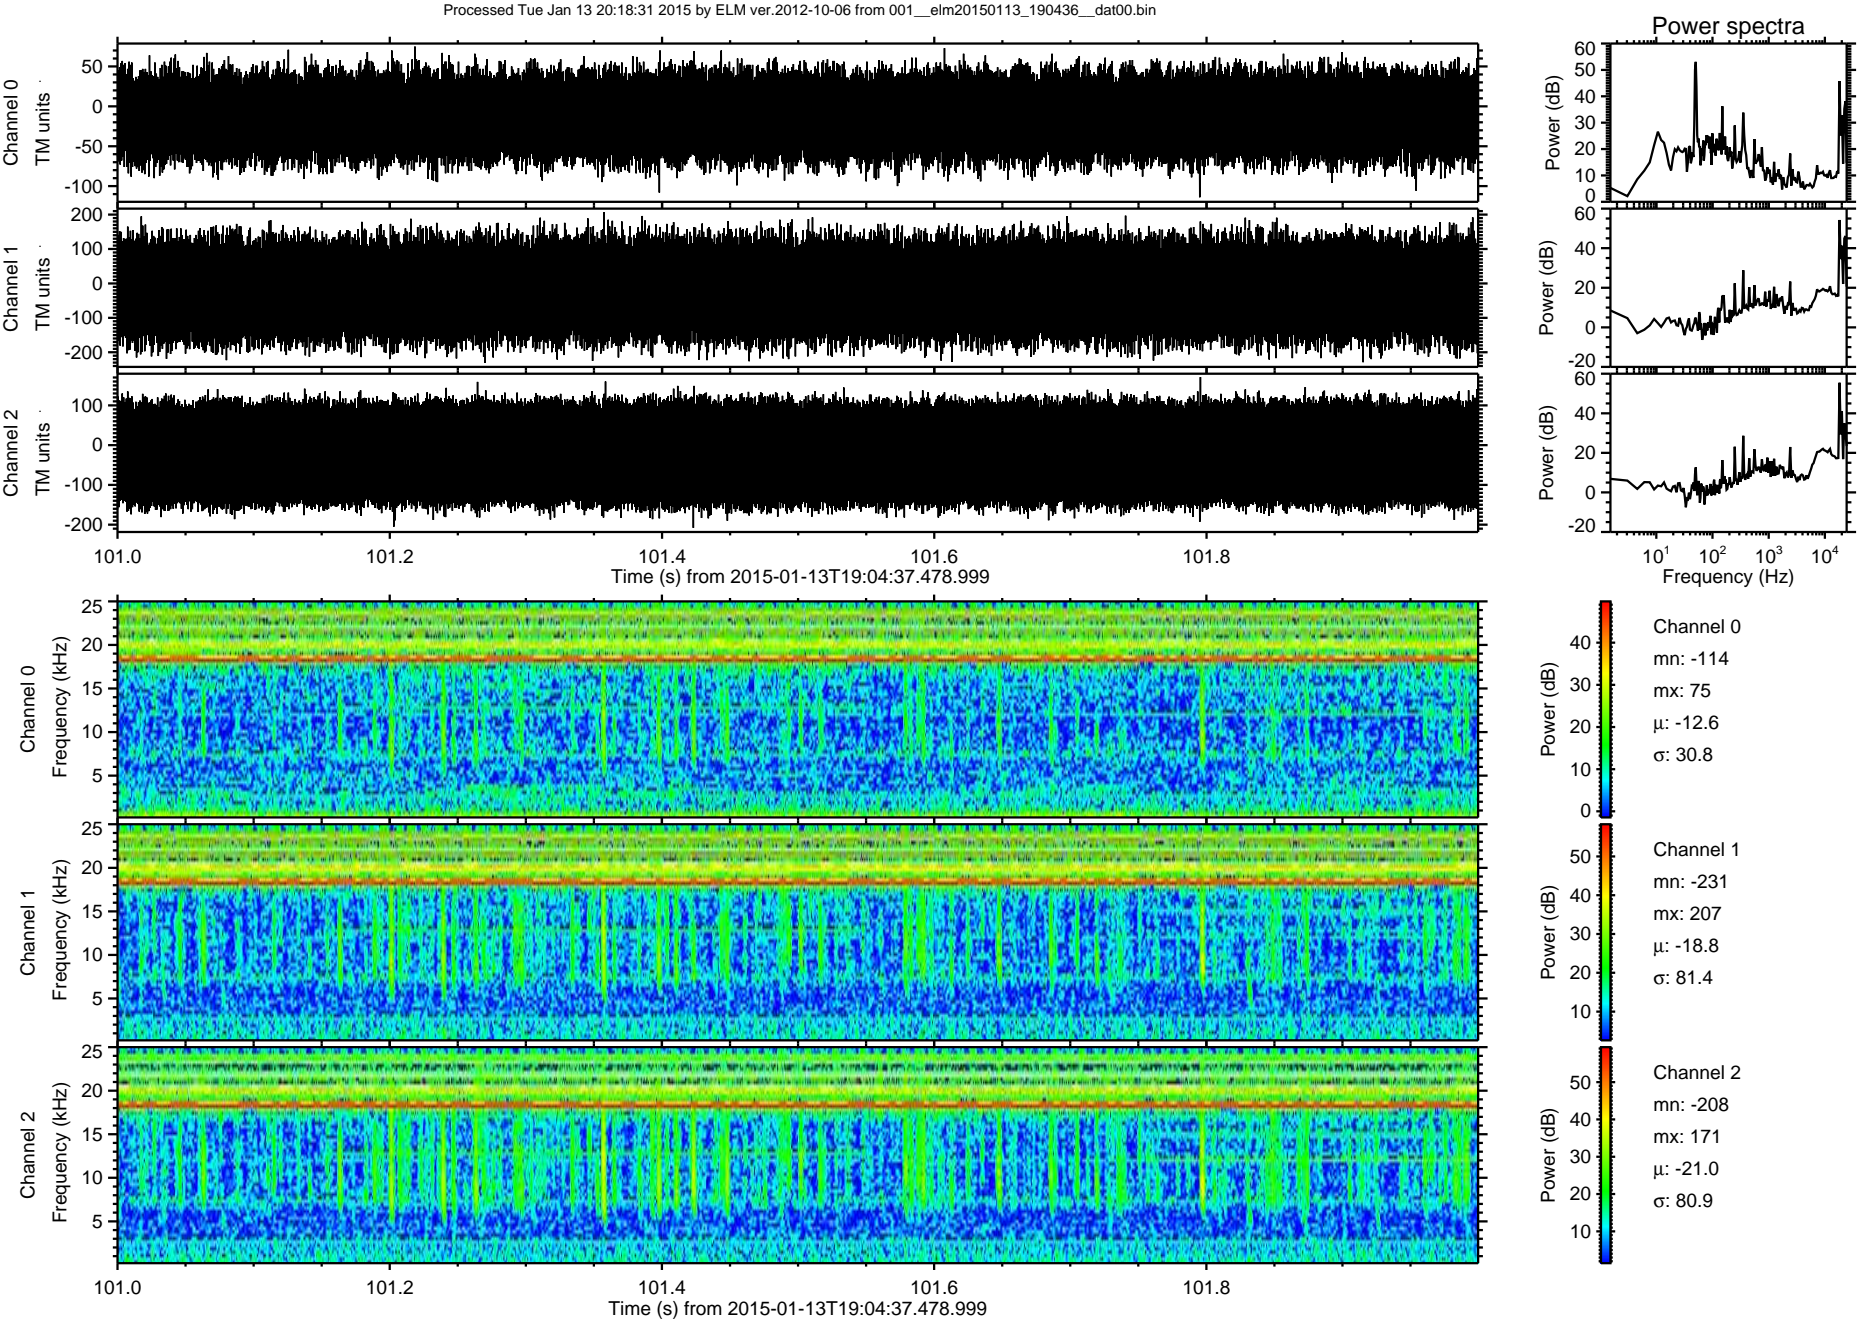 Processed Tue Jan 13 20:18:31 2015 by ELM ver.2012-10-06 from 001__elm20150113_190436__dat00.bin
Power spectra
Channel 0
TM units
50
0
-50
-100
Power (dB)
60
50
40
30
20
10
0
Channel 1
TM units
200
100
0
-100
-200
Power (dB)
60
40
20
0
-20
Channel 2
TM units
100
0
-100
-200
Power (dB)
60
40
20
0
-20
101.0 101.2 101.4 101.6 101.8
Time (s) from 2015-01-13T19:04:37.478.999
10^1 10^2 10^3 10^4
Frequency (Hz)
Channel 0
Frequency (kHz)
25
20
15
10
5
Power (dB)
40
30
20
10
0
Channel 0
mn: -114
mx: 75
μ: -12.6
σ: 30.8
Channel 1
Frequency (kHz)
25
20
15
10
5
Power (dB)
50
40
30
20
10
Channel 1
mn: -231
mx: 207
μ: -18.8
σ: 81.4
Channel 2
Frequency (kHz)
25
20
15
10
5
Power (dB)
50
40
30
20
10
Channel 2
mn: -208
mx: 171
μ: -21.0
σ: 80.9
101.0 101.2 101.4 101.6 101.8
Time (s) from 2015-01-13T19:04:37.478.999